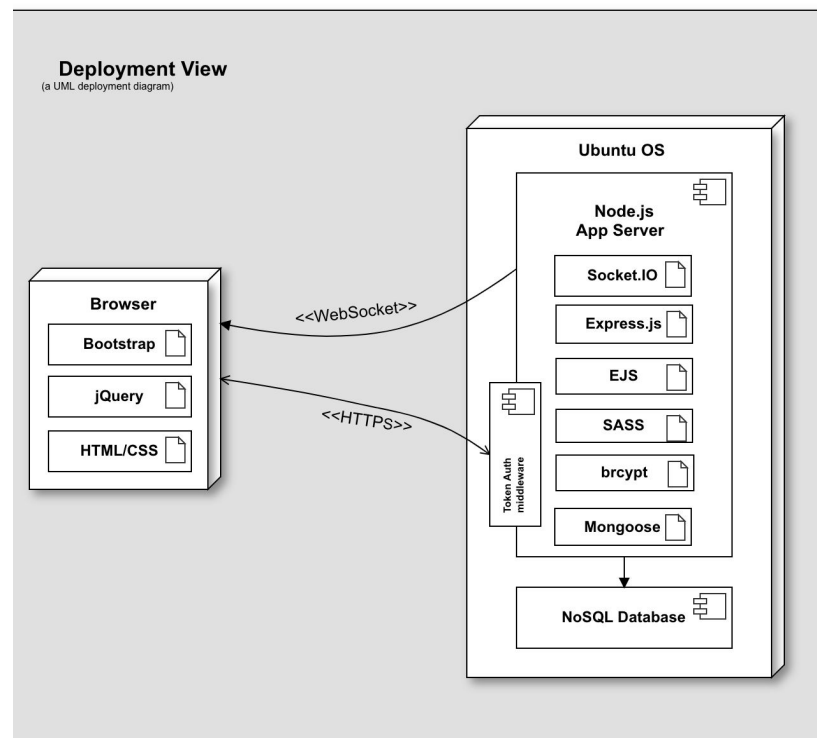 Deployment View
(a UML deployment diagram)
Ubuntu OS
Node.js
App Server
Socket.IO
Express.js
EJS
SASS
brcypt
Mongoose
Token Auth
middleware
NoSQL Database
<<WebSocket>>
<<HTTPS>>
Browser
Bootstrap
jQuery
HTML/CSS